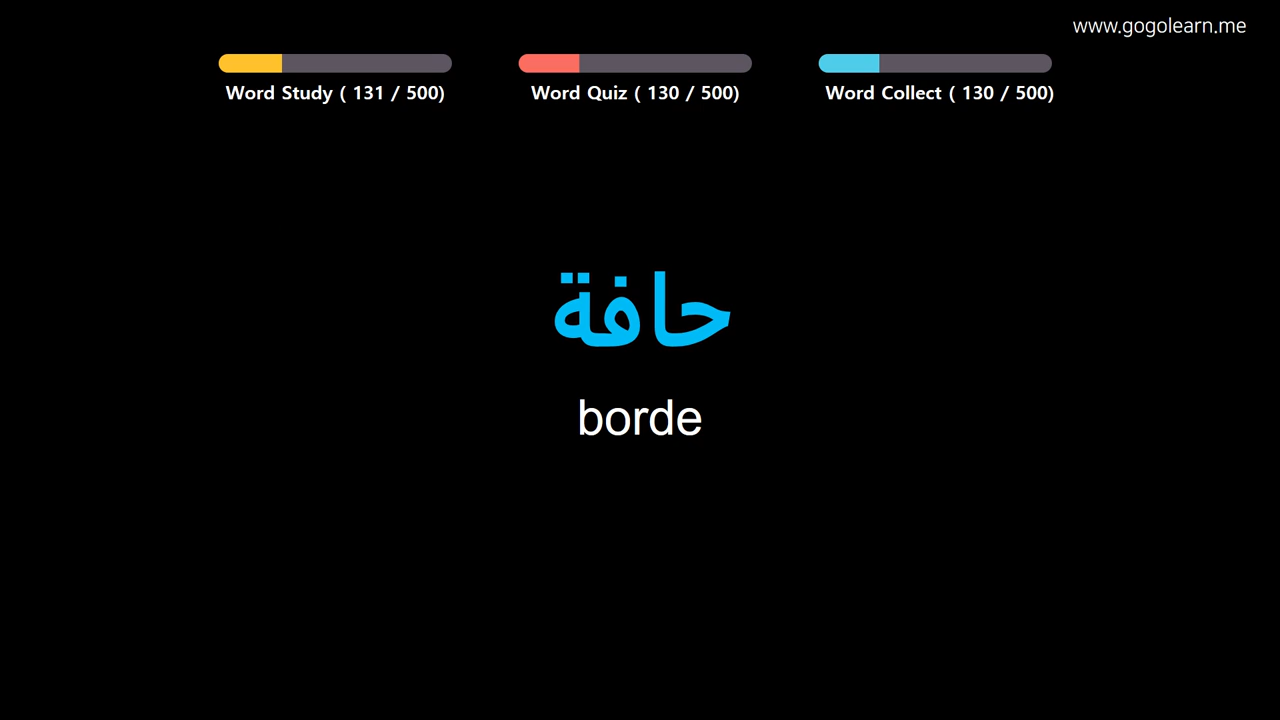 www.gogolearn.me
Word Study ( 131 / 500)
Word Quiz ( 130 / 500)
Word Collect ( 130 / 500)
حافة
borde